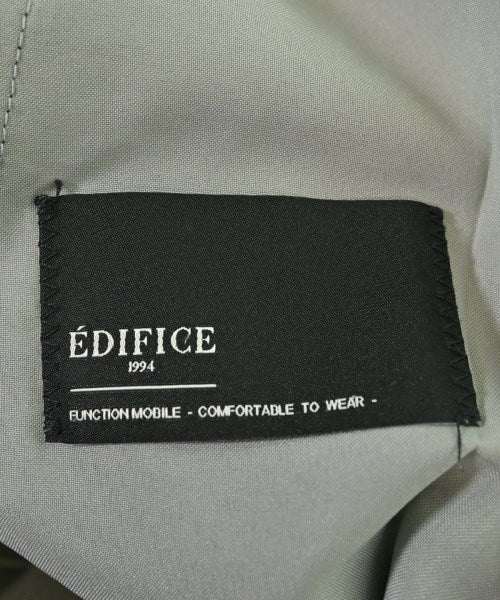 ÉDIFICE
1994
FUNCTION MOBILE - COMFORTABLE TO WEAR -